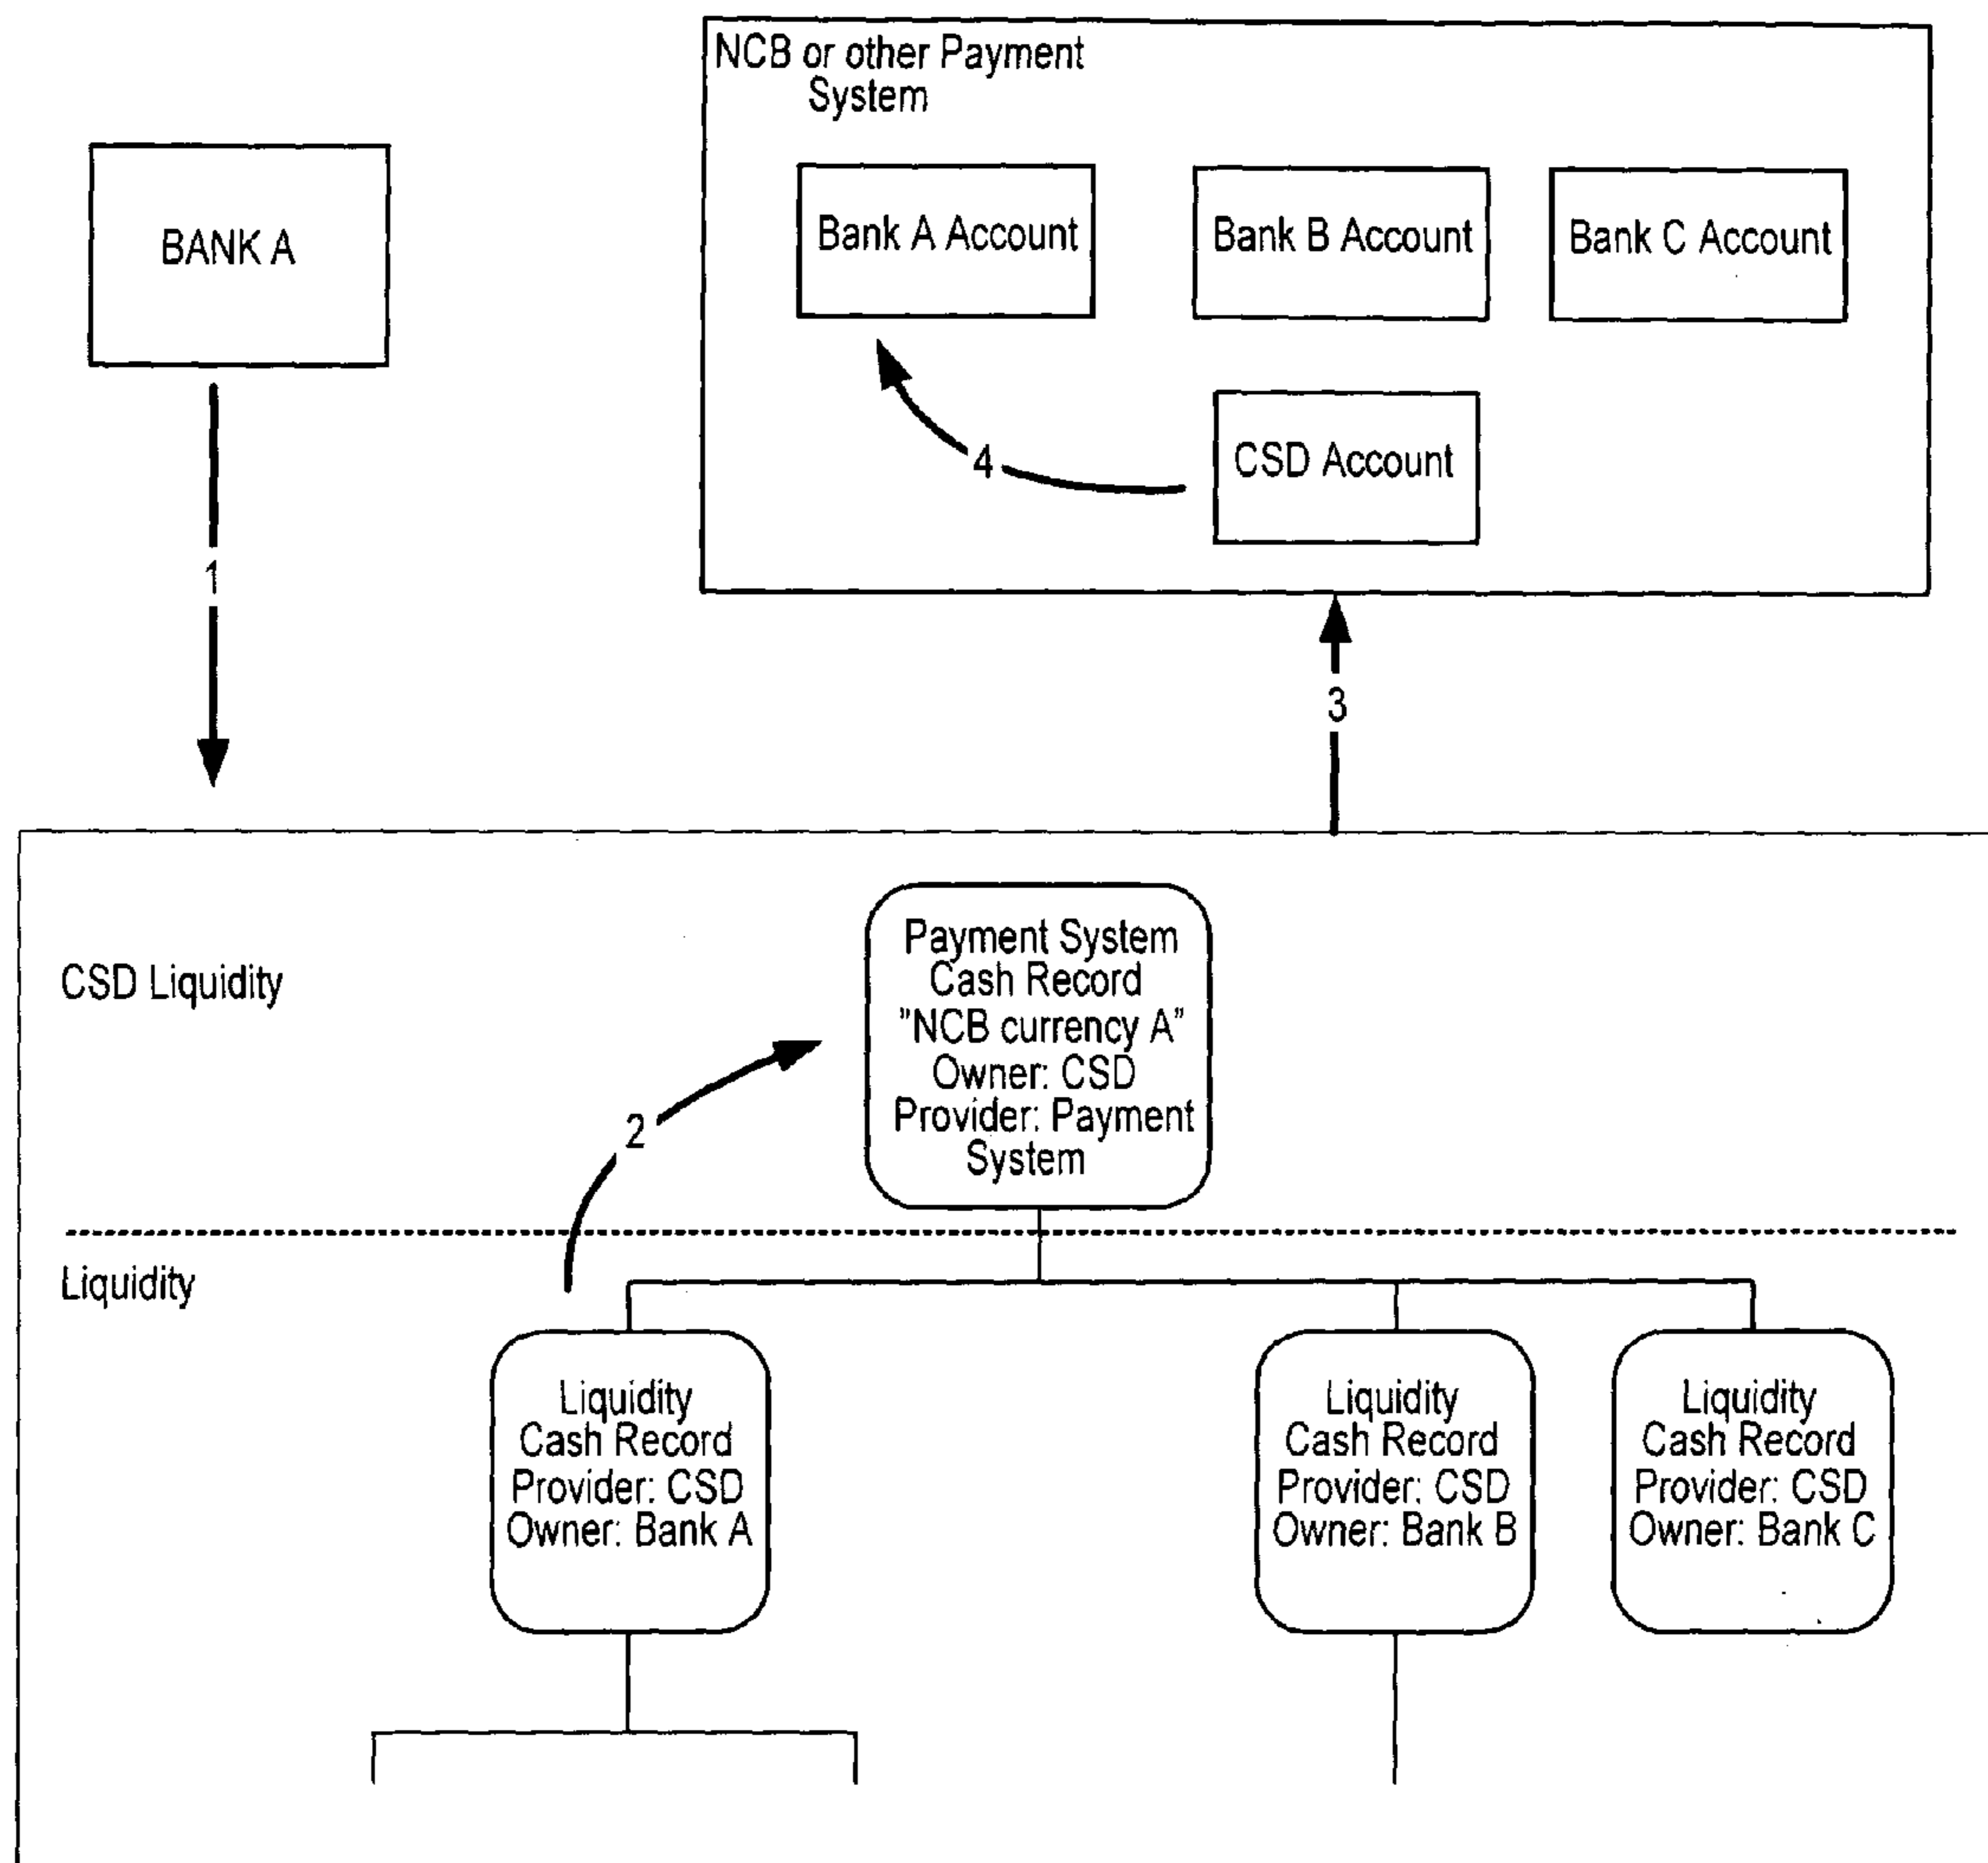 NCB or other Payment
System
BANK A
Bank A Account
Bank B Account
Bank C Account
CSD Account
4
1
3
CSD Liquidity
Payment System
Cash Record
"NCB currency A"
Owner: CSD
Provider: Payment
System
2
Liquidity
Liquidity
Cash Record
Provider: CSD
Owner: Bank A
Liquidity
Cash Record
Provider: CSD
Owner: Bank B
Liquidity
Cash Record
Provider: CSD
Owner: Bank C